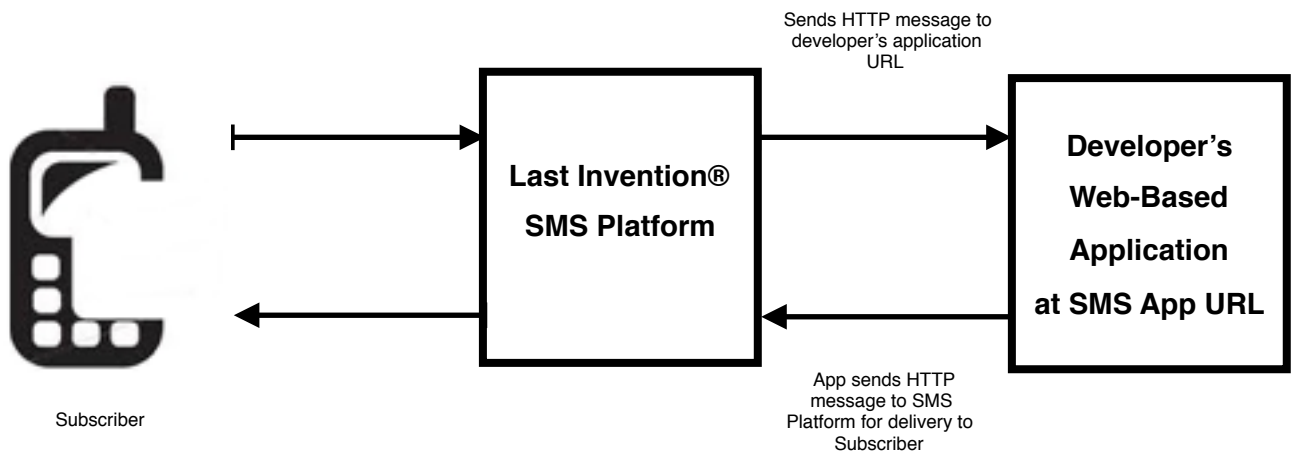 Sends HTTP message to
developer's application
URL
Last Invention®
SMS Platform
Developer's
Web-Based
Application
at SMS App URL
App sends HTTP
message to SMS
Platform for delivery to
Subscriber
Subscriber